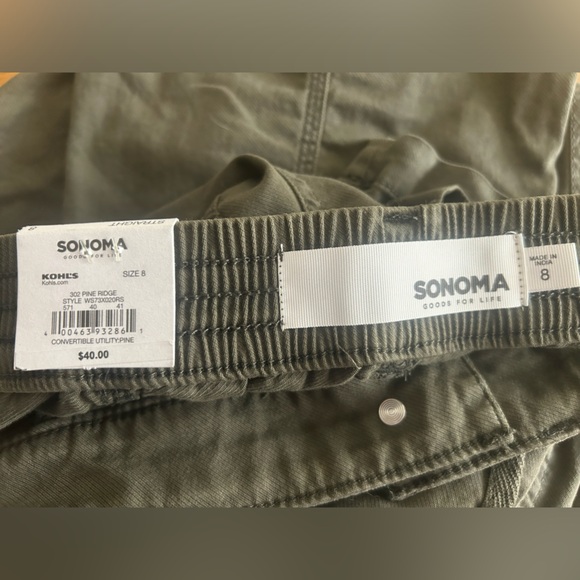 STRAIGHT
SONOMA
GOODS FOR LIFE
KOHL'S
Kohls.com
SIZE 8
302 PINE RIDGE
STYLE WS73X020RS
571 40 41
4 00463 93286 1
CONVERTIBLE UTILITY:PINE
$40.00
SONOMA
GOODS FOR LIFE
MADE IN
INDIA
8